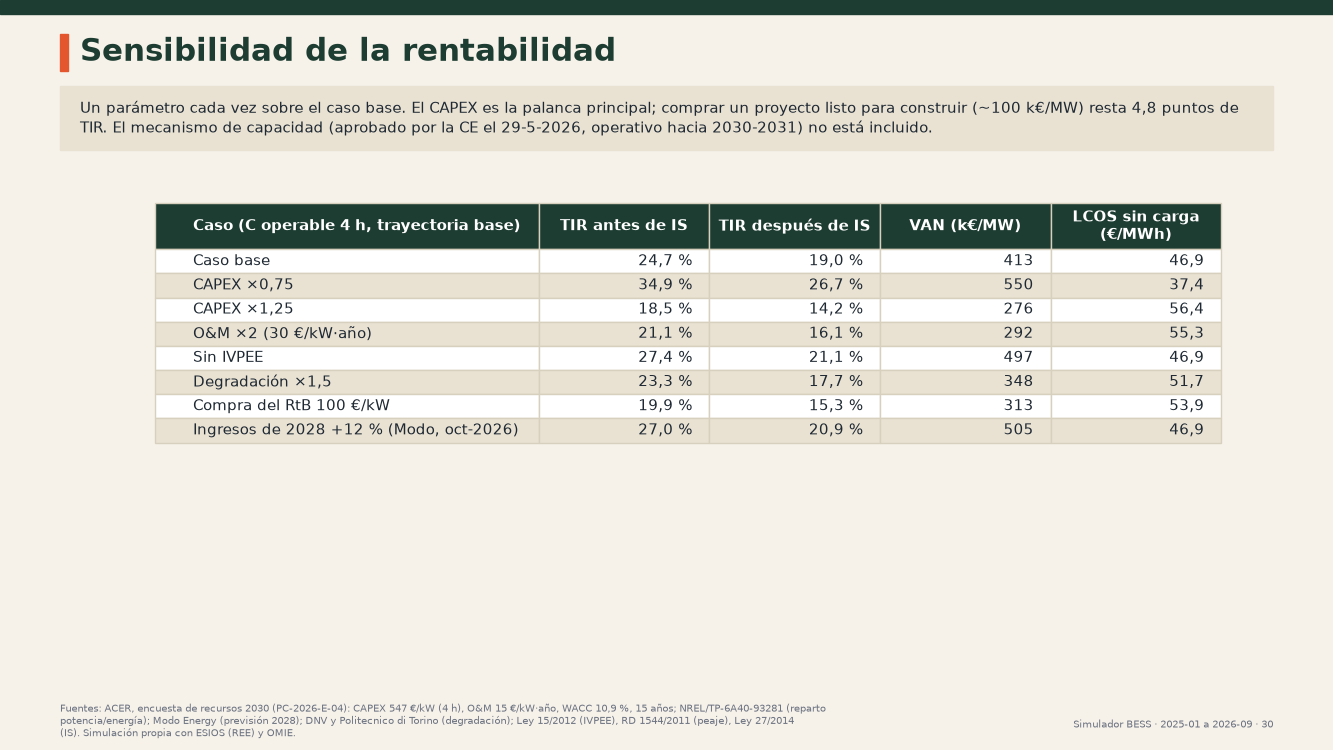 Sensibilidad de la rentabilidad
Un parámetro cada vez sobre el caso base. El CAPEX es la palanca principal; comprar un proyecto listo para construir (~100 k€/MW) resta 4,8 puntos de
TIR. El mecanismo de capacidad (aprobado por la CE el 29-5-2026, operativo hacia 2030-2031) no está incluido.
Caso (C operable 4 h, trayectoria base) TIR antes de IS TIR después de IS VAN (k€/MW) LCOS sin carga
(€/MWh)
Caso base 24,7 % 19,0 % 413 46,9
CAPEX ×0,75 34,9 % 26,7 % 550 37,4
CAPEX ×1,25 18,5 % 14,2 % 276 56,4
O&M ×2 (30 €/kW·año) 21,1 % 16,1 % 292 55,3
Sin IVPEE 27,4 % 21,1 % 497 46,9
Degradación ×1,5 23,3 % 17,7 % 348 51,7
Compra del RtB 100 €/kW 19,9 % 15,3 % 313 53,9
Ingresos de 2028 +12 % (Modo, oct-2026) 27,0 % 20,9 % 505 46,9
Fuentes: ACER, encuesta de recursos 2030 (PC-2026-E-04): CAPEX 547 €/kW (4 h), O&M 15 €/kW·año, WACC 10,9 %, 15 años; NREL/TP-6A40-93281 (reparto
potencia/energía); Modo Energy (previsión 2028); DNV y Politecnico di Torino (degradación); Ley 15/2012 (IVPEE), RD 1544/2011 (peaje), Ley 27/2014
(IS). Simulación propia con ESIOS (REE) y OMIE.
Simulador BESS · 2025-01 a 2026-09 · 30